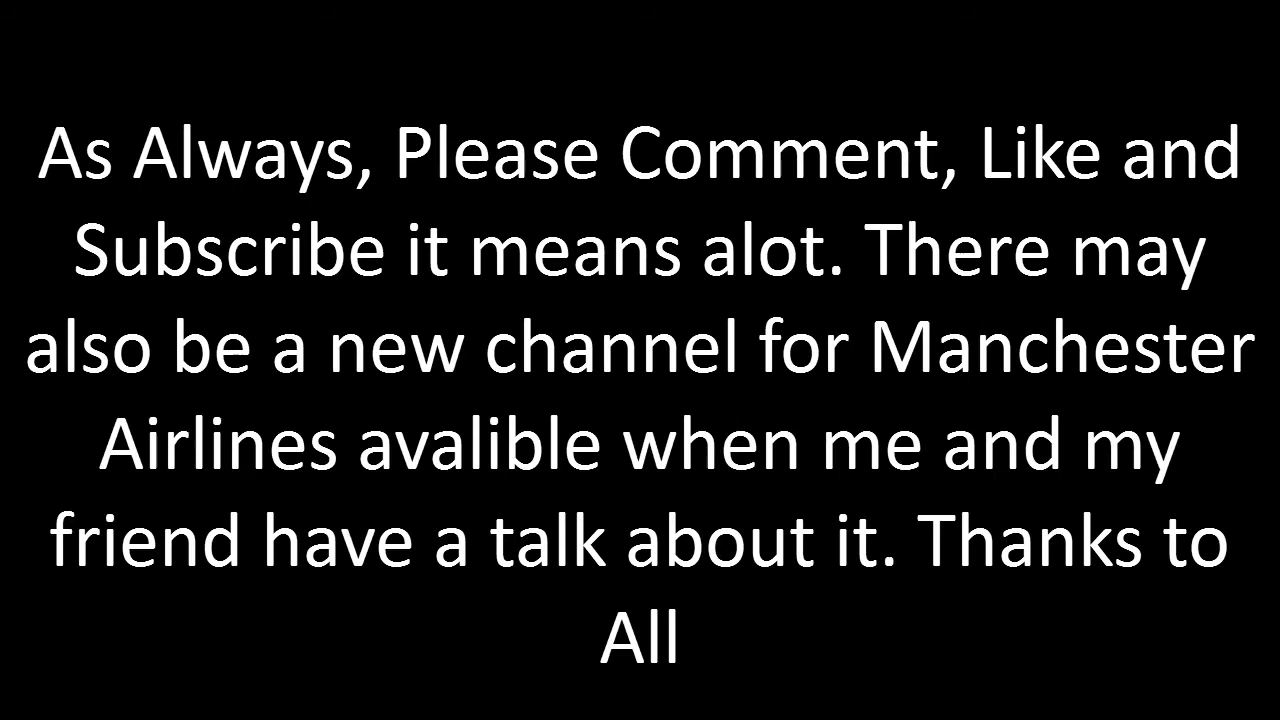 As Always, Please Comment, Like and
Subscribe it means alot. There may
also be a new channel for Manchester
Airlines avalible when me and my
friend have a talk about it. Thanks to
All